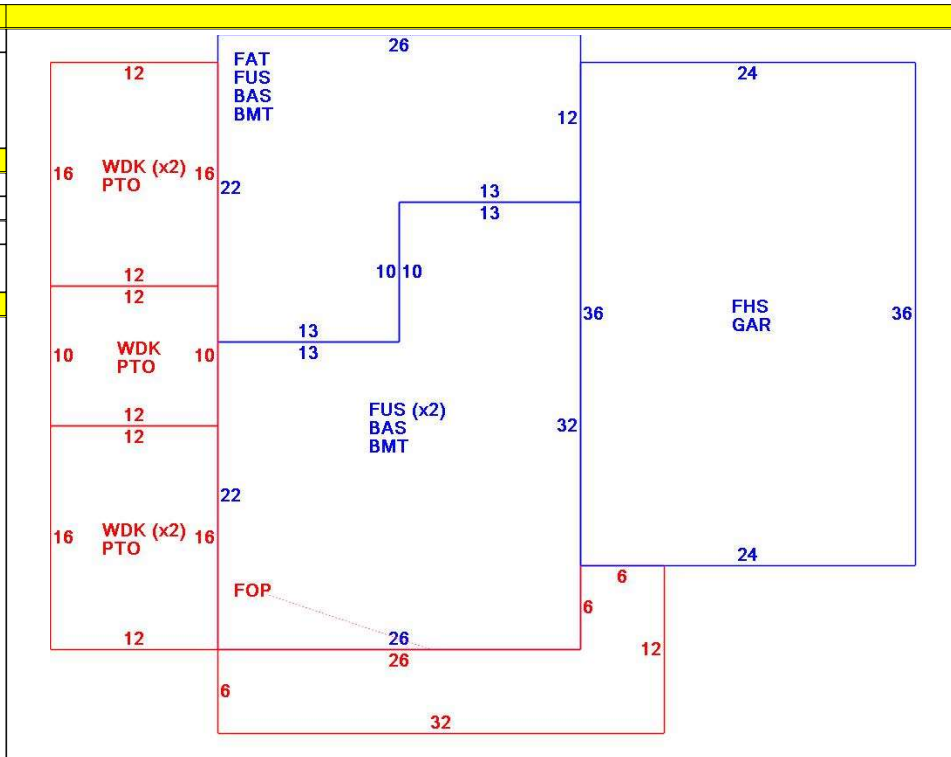 26
FAT
FUS
BAS
BMT
12
24
12
16
WDK (x2)
PTO
16
22
13
13
12
12
10 10
FHS
GAR
36
36
13
13
10
WDK
PTO
10
12
12
FUS (x2)
BAS
BMT
32
22
16
WDK (x2)
PTO
16
24
6
FOP
6
12
26
26
12
6
32